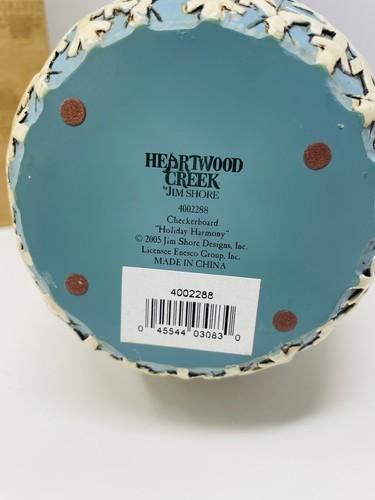 HEARTWOOD
CREEK
by JIM SHORE
4002288
Checkerboard
"Holiday Harmony"
© 2005 Jim Shore Designs, Inc.
Licensee Enesco Group, Inc.
MADE IN CHINA
4002288
0 45544 03083 0